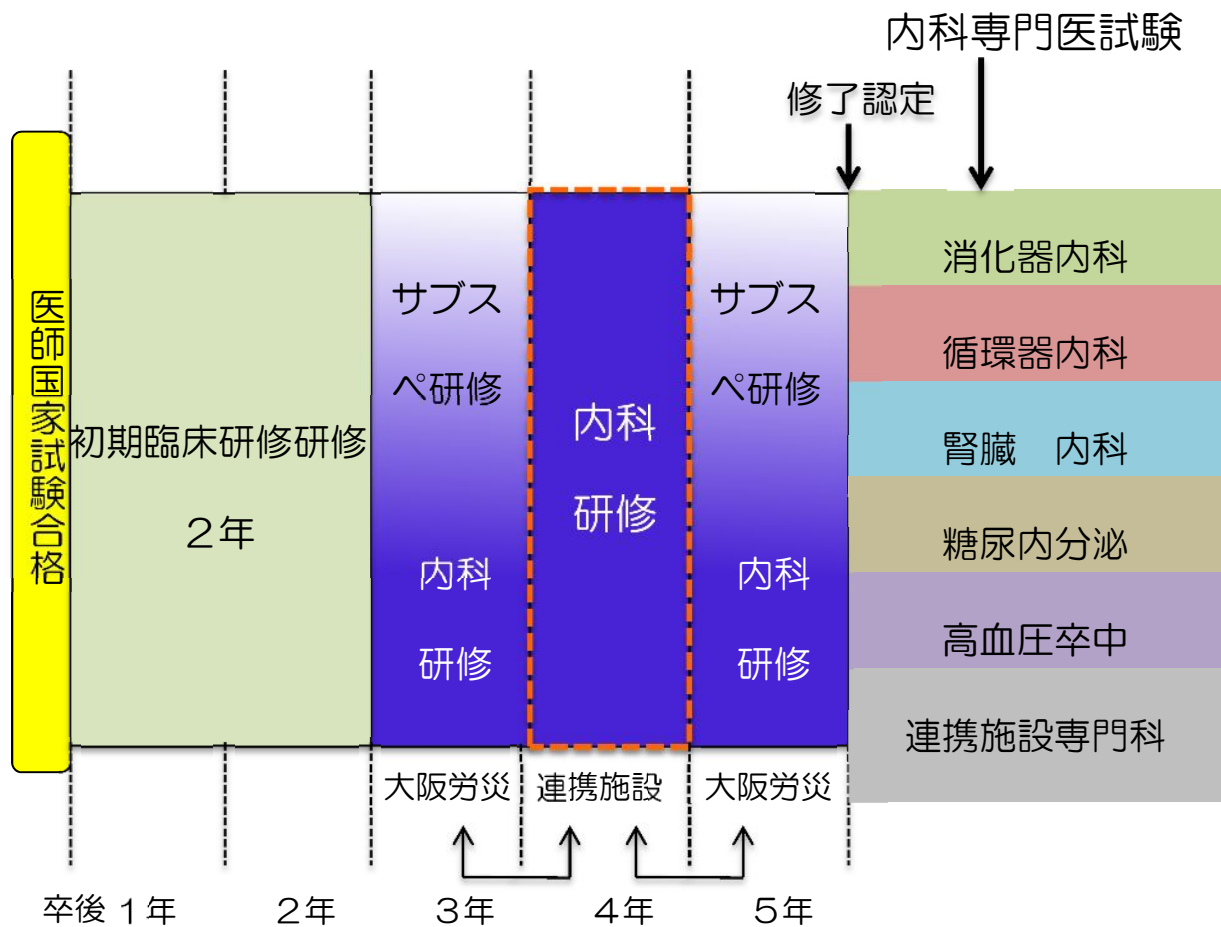 内科専門医試験
修了認定
医師国家試験合格
初期臨床研修研修
２年
サブス
ペ研修
内科
研修
内科
研修
サブス
ペ研修
内科
研修
消化器内科
循環器内科
腎臓　内科
糖尿内分泌
高血圧卒中
連携施設専門科
大阪労災
連携施設
大阪労災
卒後 １年
２年
３年
４年
５年